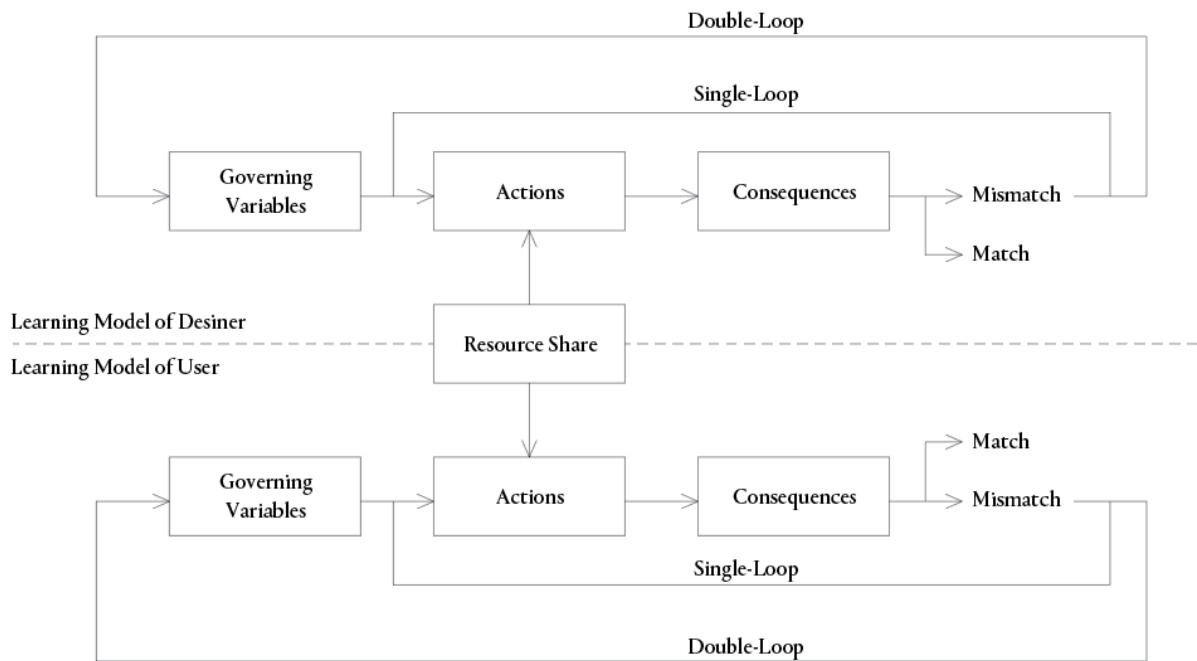 Double-Loop
Single-Loop
Governing
Variables
Actions
Consequences
Mismatch
Match
Learning Model of Desiner
Resource Share
Learning Model of User
Match
Governing
Variables
Actions
Consequences
Mismatch
Single-Loop
Double-Loop